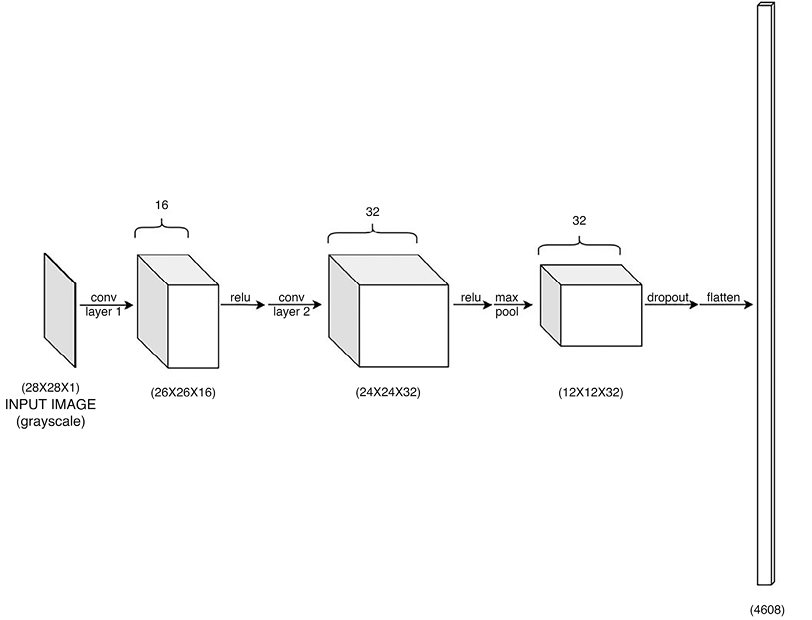 16
32
32
conv
layer 1
relu
conv
layer 2
relu
max
pool
dropout
flatten
(28X28X1)
INPUT IMAGE
(grayscale)
(26X26X16)
(24X24X32)
(12X12X32)
(4608)